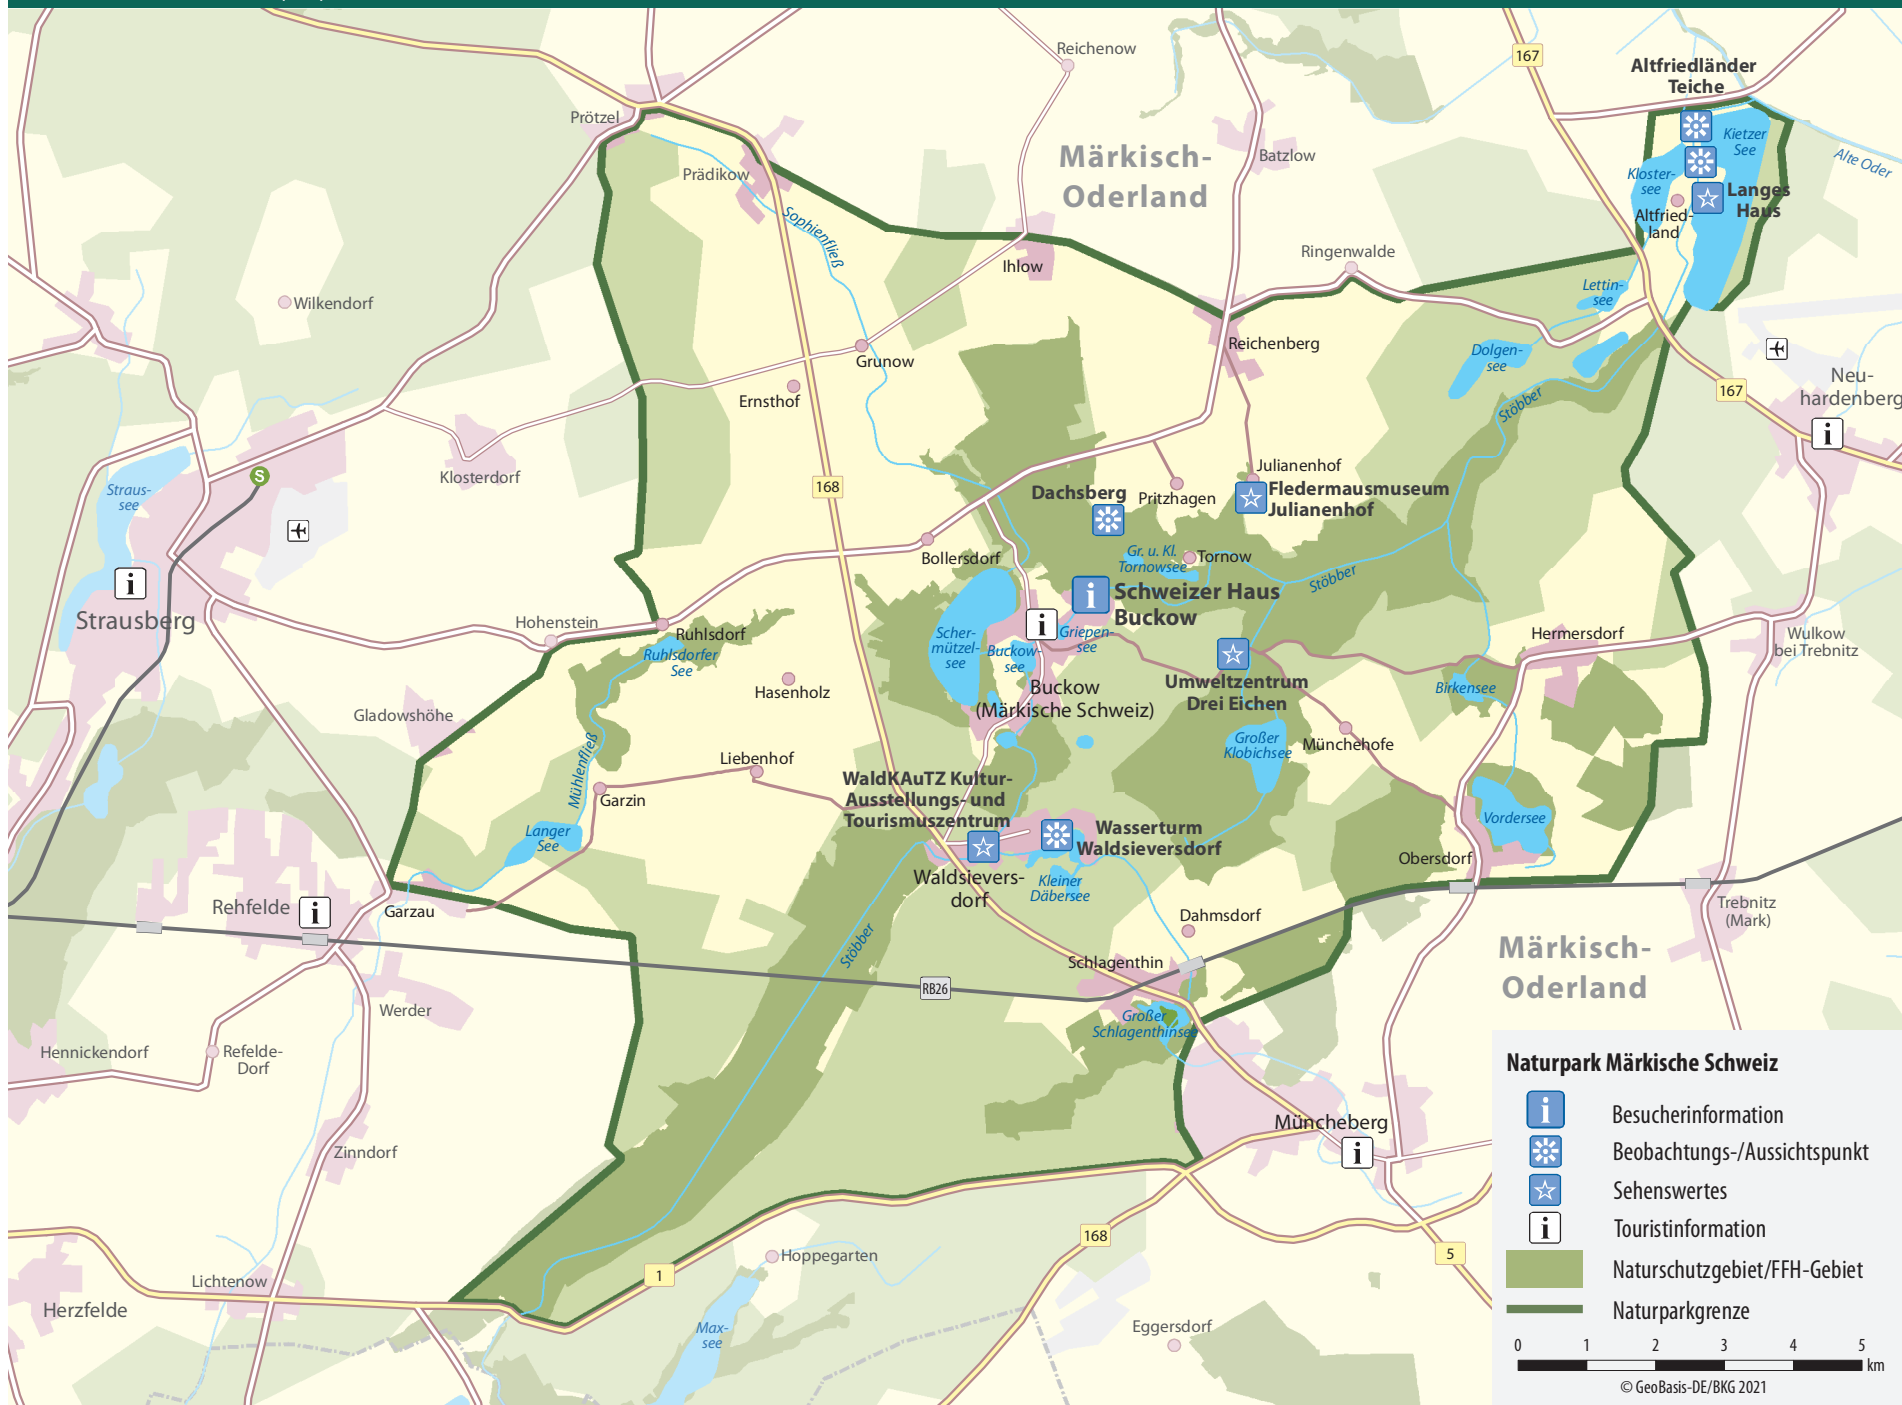 Reichenow
167
Altfriedländer
Teiche
Prötzel
Märkisch-
Oderland
Batzlow
Kietzer
See
Alte Oder
Prädikow
Kloster-
see
Langes
Haus
Altfried-
land
Sophienfließ
Ihlow
Ringenwalde
Wilkendorf
Lettin-
see
Reichenberg
Dolgen-
see
Grunow
Neu-
hardenberg
167
Ernsthof
Stöbber
i
Klosterdorf
S
Straus-
see
168
Julianenhof
Fledermausmuseum
Julianenhof
Dachsberg
Pritzhagen
Bollersdorf
Gr. u. Kl.
Tornowsee
Tornow
Stöbber
i
Strausberg
i
Schweizer Haus
Buckow
Hohenstein
Ruhlsdorf
Ruhlsdorfer
See
Scher-
mützel-
see
i
Griepen-
see
Buckow-
see
Hermersdorf
Wulkow
bei Trebnitz
Hasenholz
Umweltzentrum
Drei Eichen
Birkensee
Buckow
(Märkische Schweiz)
Gladowshöhe
Großer
Klobichsee
Münchehofe
Liebenhof
Mühlenfließ
WaldKAuTZ Kultur-
Ausstellungs- und
Tourismuszentrum
Garzin
Vordersee
Langer
See
Wasserturm
Waldsieversdorf
Obersdorf
Waldsievers-
dorf
Kleiner
Däbersee
Rehfelde
i
Garzau
Dahmsdorf
Trebnitz
(Mark)
Stöbber
Schlagenthin
Märkisch-
Oderland
RB26
Werder
Großer
Schlagenthinsee
Hennickendorf
Refelde-
Dorf
Müncheberg
i
Zinndorf
Hoppegarten
168
5
1
Lichtenow
Herzfelde
Max-
see
Eggersdorf
Naturpark Märkische Schweiz
i Besucherinformation
Beobachtungs-/Aussichtspunkt
Sehenswertes
i Touristinformation
Naturschutzgebiet/FFH-Gebiet
Naturparkgrenze
0 1 2 3 4 5
km
© GeoBasis-DE/BKG 2021